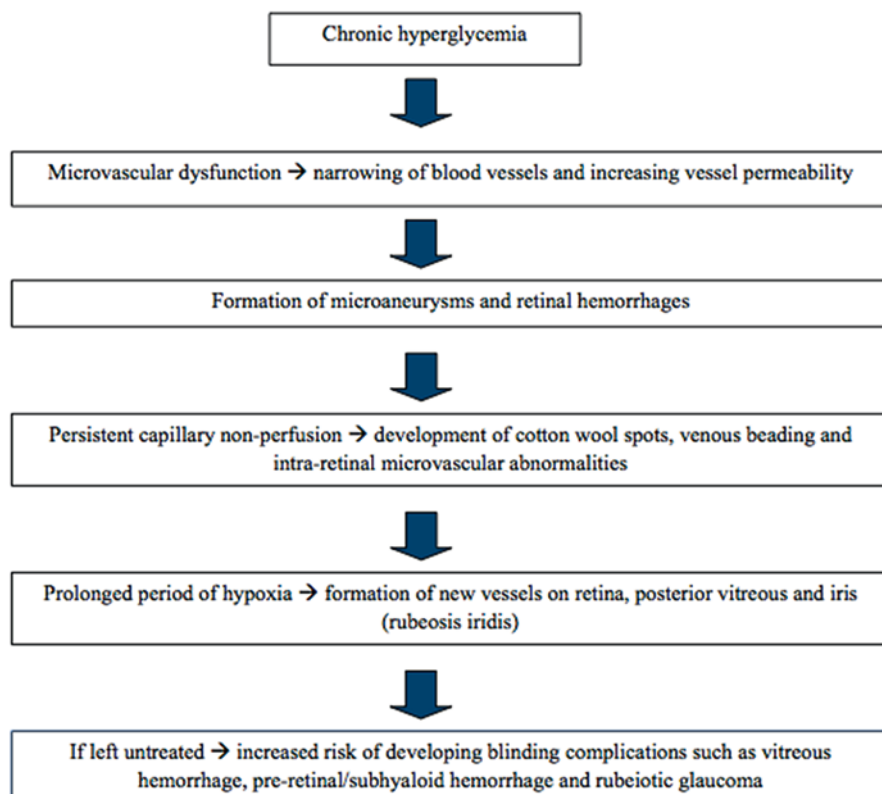 Chronic hyperglycemia
Microvascular dysfunction → narrowing of blood vessels and increasing vessel permeability
Formation of microaneurysms and retinal hemorrhages
Persistent capillary non-perfusion → development of cotton wool spots, venous beading and
intra-retinal microvascular abnormalities
Prolonged period of hypoxia → formation of new vessels on retina, posterior vitreous and iris
(rubeosis iridis)
If left untreated → increased risk of developing blinding complications such as vitreous
hemorrhage, pre-retinal/subhyaloid hemorrhage and rubeiotic glaucoma